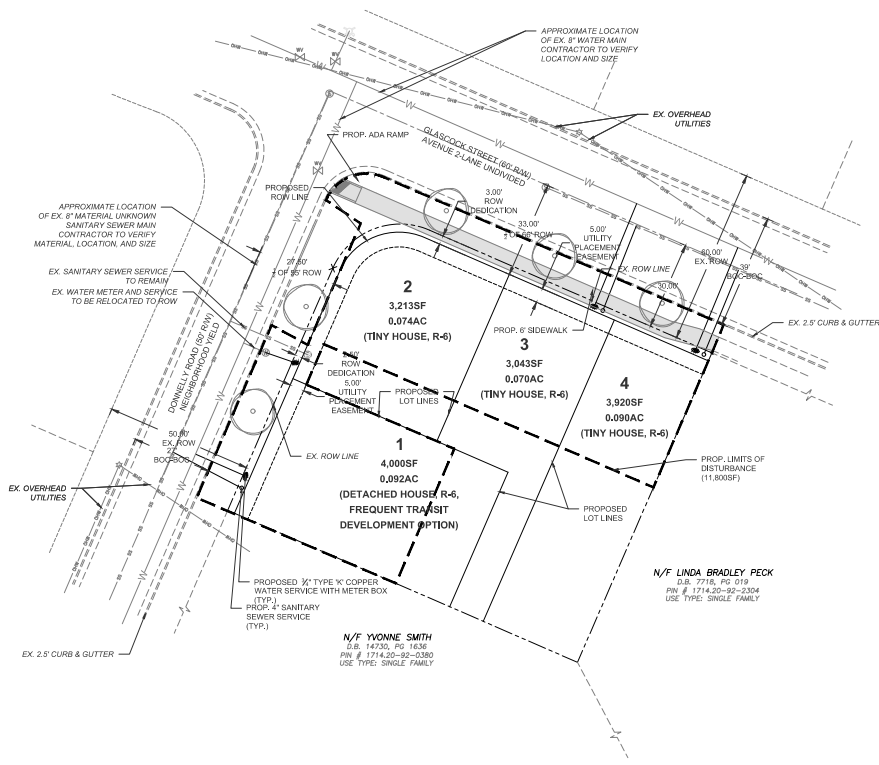 APPROXIMATE LOCATION
OF EX. 8" WATER MAIN
CONTRACTOR TO VERIFY
LOCATION AND SIZE
EX. OVERHEAD
UTILITIES
GLASCOCK STREET (60' R/W)
AVENUE 2-LANE UNDIVIDED
PROP. ADA RAMP
PROPOSED
ROW LINE
3.00'
ROW
DEDICATION
33.00'
½ OF 66' ROW
5.00'
UTILITY
PLACEMENT
EASEMENT
EX. ROW LINE
60.00'
EX. ROW
39'
BOC-BOC
30.00'
APPROXIMATE LOCATION
OF EX. 8" MATERIAL UNKNOWN
SANITARY SEWER MAIN
CONTRACTOR TO VERIFY
MATERIAL, LOCATION, AND SIZE
EX. SANITARY SEWER SERVICE
TO REMAIN
EX. WATER METER AND SERVICE
TO BE RELOCATED TO ROW
27.50'
½ OF 55' ROW
2
3,213SF
0.074AC
(TINY HOUSE, R-6)
PROP. 6' SIDEWALK
3
3,043SF
0.070AC
(TINY HOUSE, R-6)
4
3,920SF
0.090AC
(TINY HOUSE, R-6)
EX. 2.5' CURB & GUTTER
DONNELLY ROAD (50' R/W)
NEIGHBORHOOD YIELD
2.50'
ROW
DEDICATION
5.00'
UTILITY
PLACEMENT
EASEMENT
PROPOSED
LOT LINES
50.00'
EX. ROW
BOC-BOC
EX. ROW LINE
1
4,000SF
0.092AC
(DETACHED HOUSE, R-6,
FREQUENT TRANSIT
DEVELOPMENT OPTION)
PROP. LIMITS OF
DISTURBANCE
(11,800SF)
PROPOSED
LOT LINES
EX. OVERHEAD
UTILITIES
N/F LINDA BRADLEY PECK
D.B. 7718, PG 019
PIN # 1714.20-92-2304
USE TYPE: SINGLE FAMILY
PROPOSED ¾" TYPE 'K' COPPER
WATER SERVICE WITH METER BOX
(TYP.)
PROP. 4" SANITARY
SEWER SERVICE
(TYP.)
N/F YVONNE SMITH
D.B. 14730, PG 1636
PIN # 1714.20-92-0380
USE TYPE: SINGLE FAMILY
EX. 2.5' CURB & GUTTER